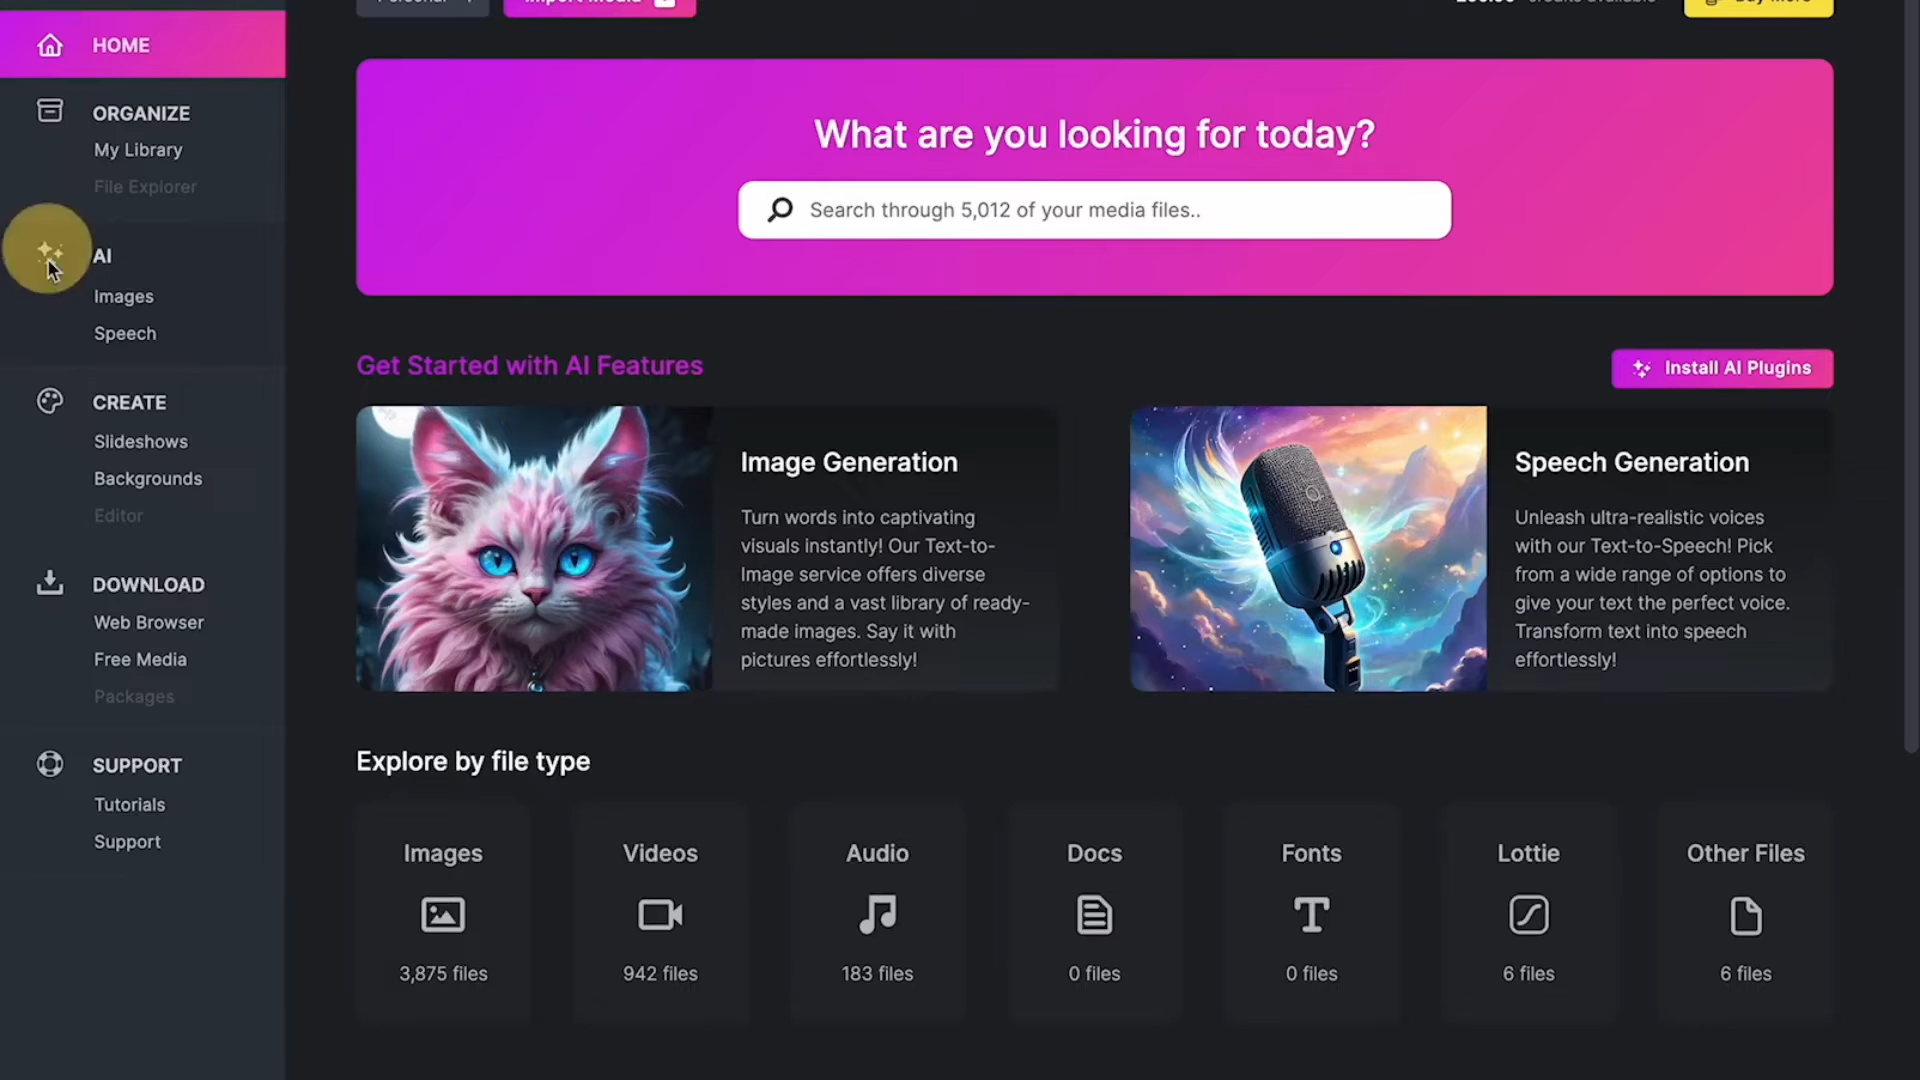 HOME
ORGANIZE
My Library
File Explorer
AI
Images
Speech
CREATE
Slideshows
Backgrounds
Editor
DOWNLOAD
Web Browser
Free Media
Packages
SUPPORT
Tutorials
Support
Import Media
credits available
Buy More
What are you looking for today?
Search through 5,012 of your media files..
Get Started with AI Features
Install AI Plugins
Image Generation
Turn words into captivating
visuals instantly! Our Text-to-
Image service offers diverse
styles and a vast library of ready-
made images. Say it with
pictures effortlessly!
Speech Generation
Unleash ultra-realistic voices
with our Text-to-Speech! Pick
from a wide range of options to
give your text the perfect voice.
Transform text into speech
effortlessly!
Explore by file type
Images
3,875 files
Videos
942 files
Audio
183 files
Docs
0 files
Fonts
0 files
Lottie
6 files
Other Files
6 files